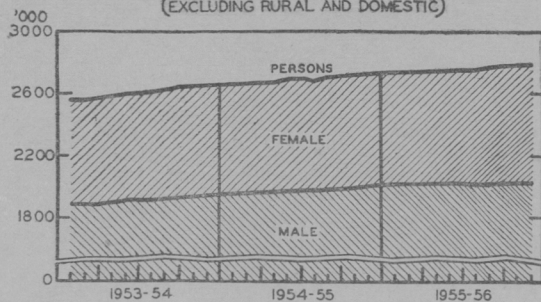 (EXCLUDING RURAL AND DOMESTIC)
'000
3000
PERSONS
2600
FEMALE
2200
1800
MALE
0
1953-54
1954-55
1955-56